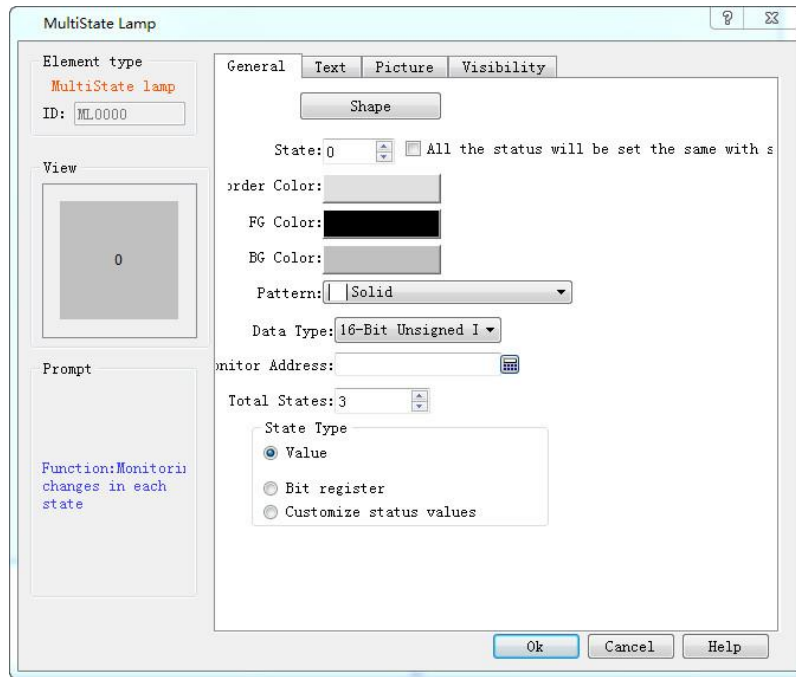 MultiState Lamp
Element type
MultiState lamp
ID: ML0000
View
0
Prompt
Function:Monitorin
changes in each
state
General Text Picture Visibility
Shape
State: 0 All the status will be set the same with s
order Color:
FG Color:
BG Color:
Pattern: Solid
Data Type: 16-Bit Unsigned I
onitor Address:
Total States: 3
State Type
Value
Bit register
Customize status values
Ok Cancel Help